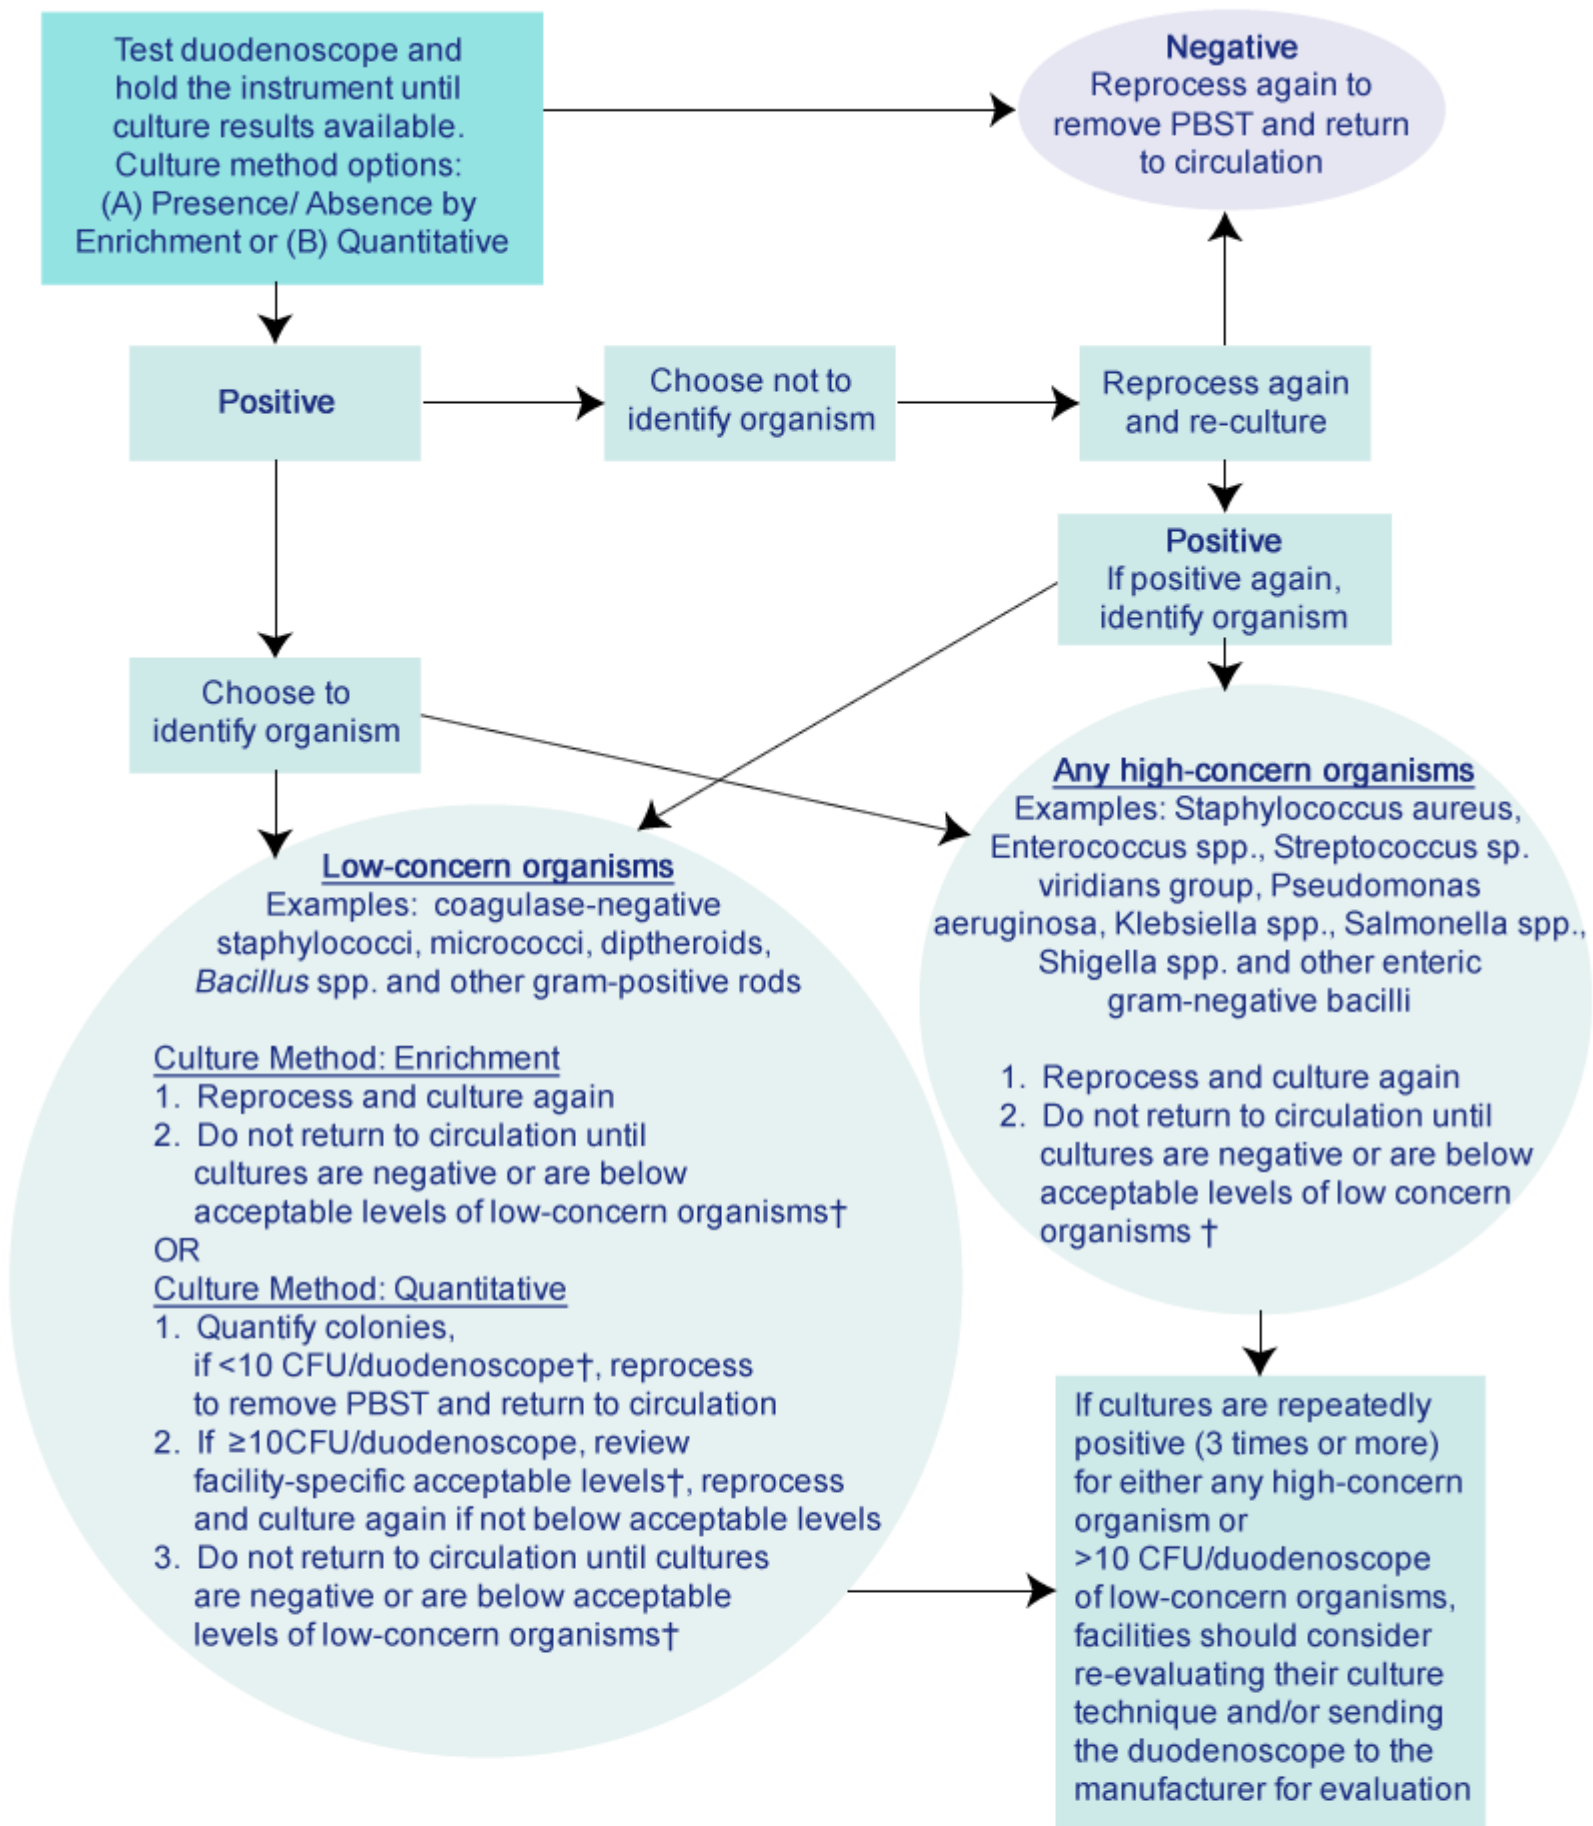 Test duodenoscope and
hold the instrument until
culture results available.
Culture method options:
(A) Presence/ Absence by
Enrichment or (B) Quantitative
Negative
Reprocess again to
remove PBST and return
to circulation
Positive
Choose not to
identify organism
Reprocess again
and re-culture
Positive
If positive again,
identify organism
Choose to
identify organism
Low-concern organisms
Examples: coagulase-negative
staphylococci, micrococci, diptheroids,
Bacillus spp. and other gram-positive rods
Culture Method: Enrichment
1. Reprocess and culture again
2. Do not return to circulation until
cultures are negative or are below
acceptable levels of low-concern organisms†
OR
Culture Method: Quantitative
1. Quantify colonies,
if <10 CFU/duodenoscope†, reprocess
to remove PBST and return to circulation
2. If ≥10CFU/duodenoscope, review
facility-specific acceptable levels†, reprocess
and culture again if not below acceptable levels
3. Do not return to circulation until cultures
are negative or are below acceptable
levels of low-concern organisms†
Any high-concern organisms
Examples: Staphylococcus aureus,
Enterococcus spp., Streptococcus sp.
viridians group, Pseudomonas
aeruginosa, Klebsiella spp., Salmonella spp.,
Shigella spp. and other enteric
gram-negative bacilli
1. Reprocess and culture again
2. Do not return to circulation until
cultures are negative or are below
acceptable levels of low concern
organisms †
If cultures are repeatedly
positive (3 times or more)
for either any high-concern
organism or
>10 CFU/duodenoscope
of low-concern organisms,
facilities should consider
re-evaluating their culture
technique and/or sending
the duodenoscope to the
manufacturer for evaluation